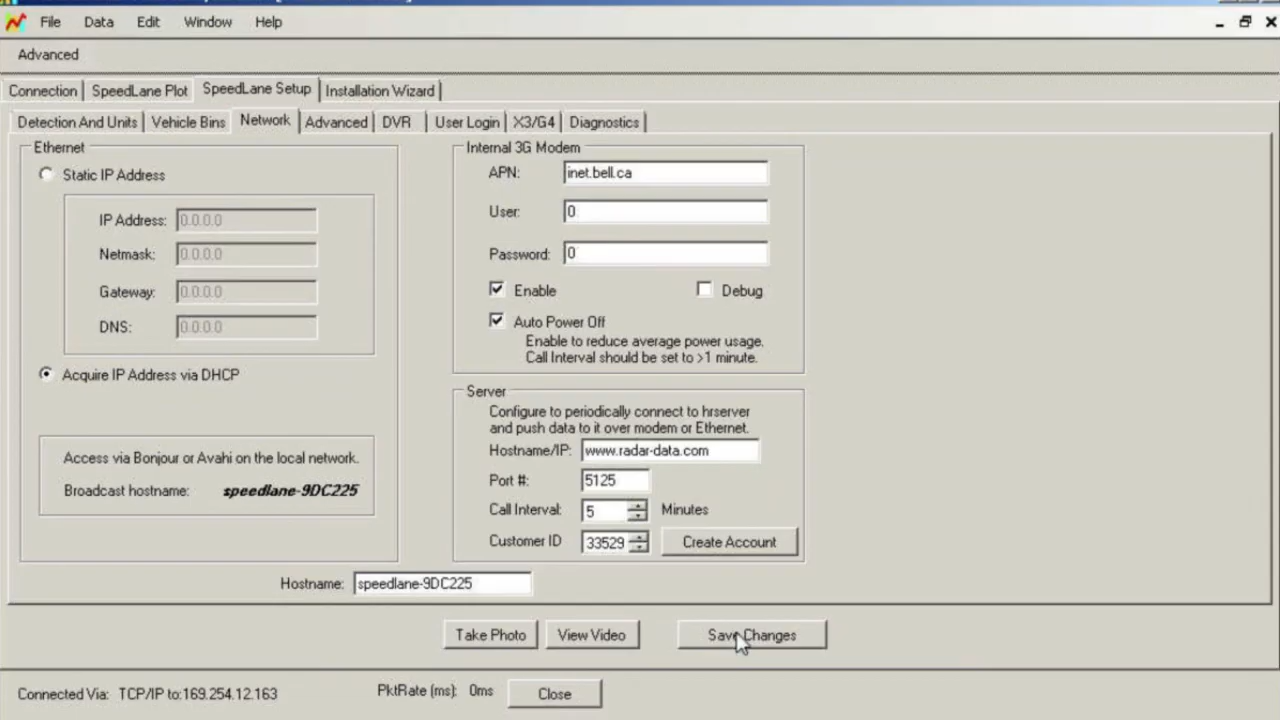 File Data Edit Window Help
Advanced
Connection SpeedLane Plot SpeedLane Setup Installation Wizard
Detection And Units Vehicle Bins Network Advanced DVR User Login X3/G4 Diagnostics
Ethernet
Static IP Address
IP Address: 0.0.0.0
Netmask: 0.0.0.0
Gateway: 0.0.0.0
DNS: 0.0.0.0
Acquire IP Address via DHCP
Access via Bonjour or Avahi on the local network.
Broadcast hostname: speedlane-9DC225
Internal 3G Modem
APN: inet.bell.ca
User: 0
Password: 0
Enable Debug
Auto Power Off
Enable to reduce average power usage.
Call Interval should be set to >1 minute.
Server
Configure to periodically connect to hrserver
and push data to it over modem or Ethernet.
Hostname/IP: www.radar-data.com
Port #: 5125
Call Interval: 5 Minutes
Customer ID 33529 Create Account
Hostname: speedlane-9DC225
Take Photo View Video Save Changes
Connected Via: TCP/IP to:169.254.12.163 PktRate (ms): 0ms Close